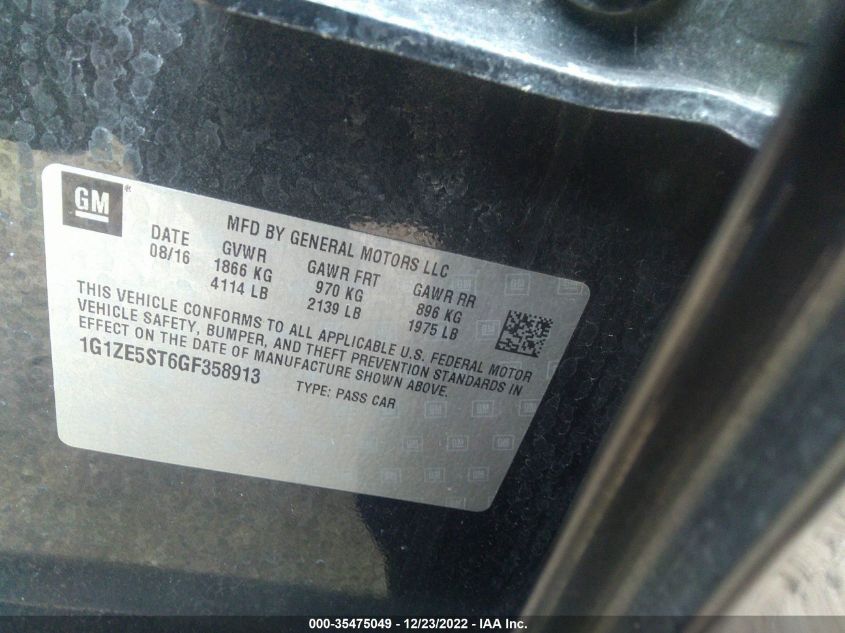 GM
MFD BY GENERAL MOTORS LLC
DATE GVWR GAWR FRT GAWR RR
08/16 1866 KG 970 KG 896 KG
4114 LB 2139 LB 1975 LB
THIS VEHICLE CONFORMS TO ALL APPLICABLE U.S. FEDERAL MOTOR
VEHICLE SAFETY, BUMPER, AND THEFT PREVENTION STANDARDS IN
EFFECT ON THE DATE OF MANUFACTURE SHOWN ABOVE.
1G1ZE5ST6GF358913 TYPE: PASS CAR
000-35475049 - 12/23/2022 - IAA Inc.